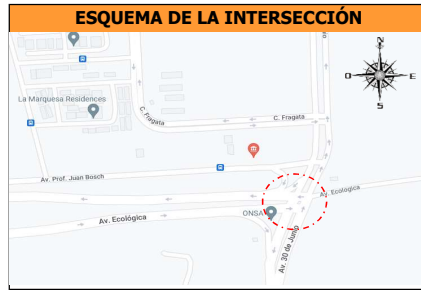 ESQUEMA DE LA INTERSECCIÓN
N
O
E
S
La Marquesa Residences
C. Fragata
C. Fragata
Av. Prof. Juan Bosch
Av. Ecológica
Av. Ecológica
ONSA
Av. 30 de Junio